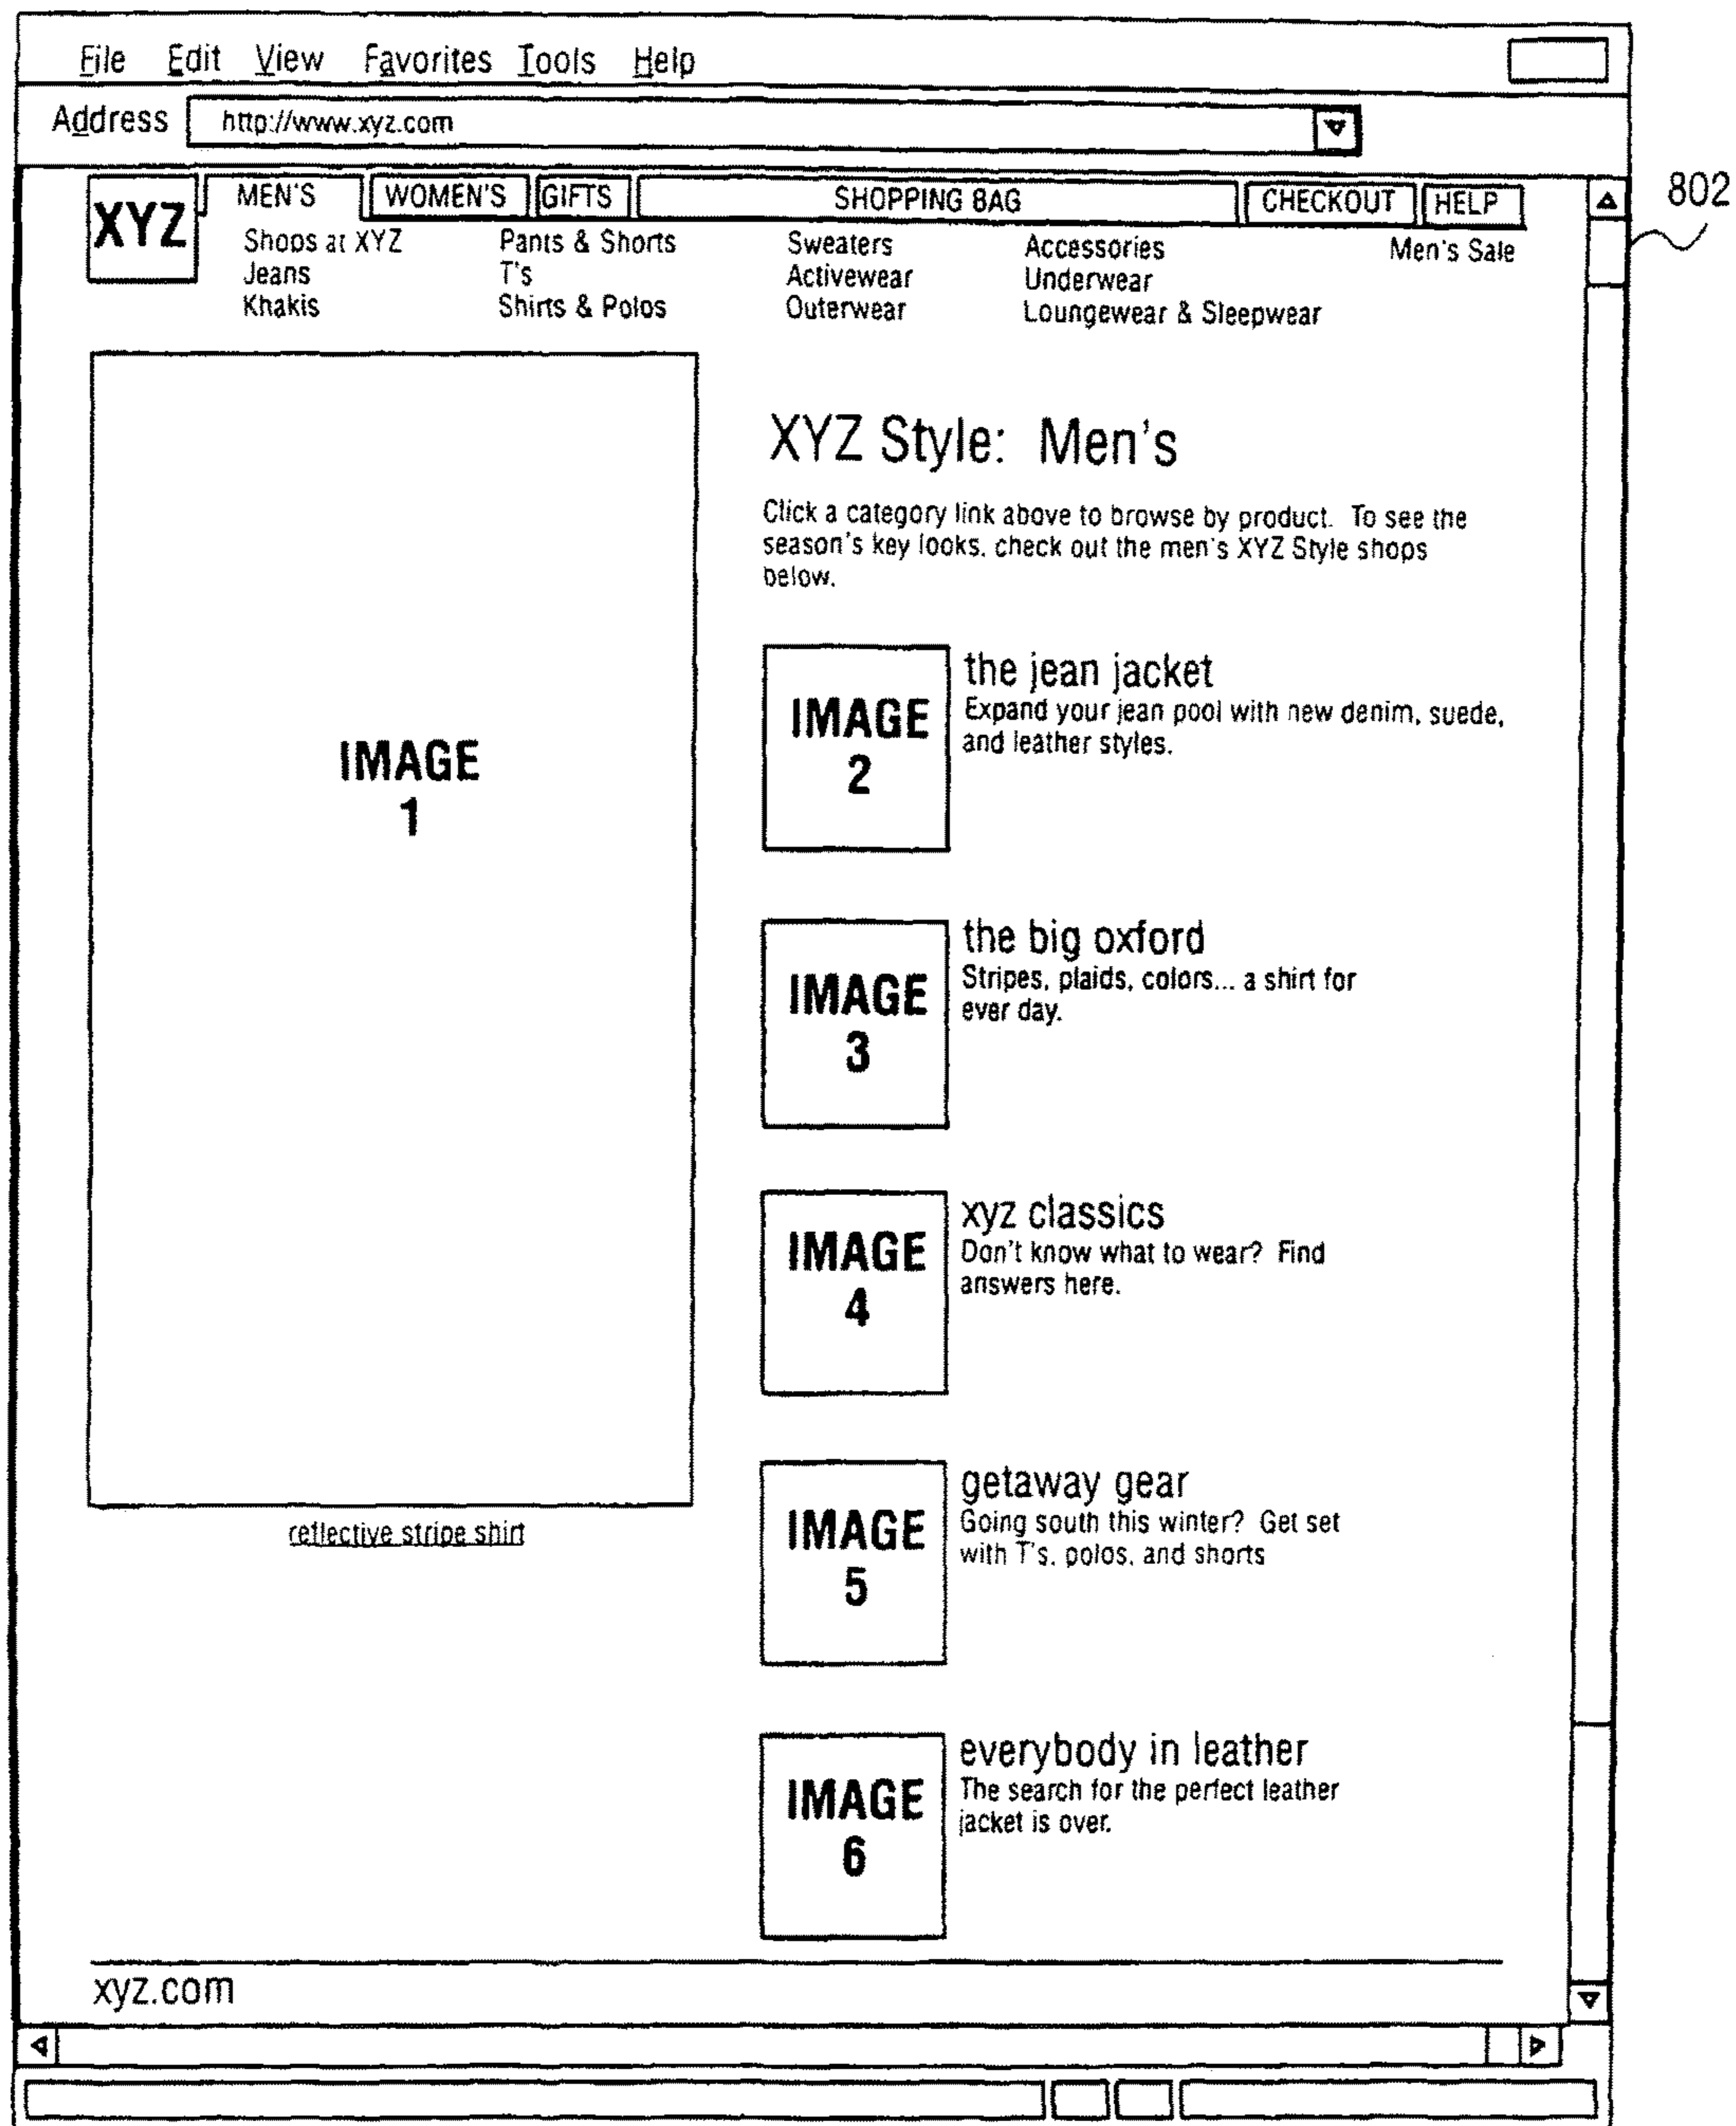 File Edit View Favorites Tools Help
Address http://www.xyz.com
802
XYZ MEN'S WOMEN'S GIFTS SHOPPING BAG CHECKOUT HELP
Shops at XYZ Pants & Shorts Sweaters Accessories Men's Sale
Jeans T's Activewear Underwear
Khakis Shirts & Polos Outerwear Loungewear & Sleepwear
IMAGE
1
reflective stripe shirt
XYZ Style: Men's
Click a category link above to browse by product. To see the
season's key looks, check out the men's XYZ Style shops
below.
IMAGE
2
the jean jacket
Expand your jean pool with new denim, suede,
and leather styles.
IMAGE
3
the big oxford
Stripes, plaids, colors... a shirt for
ever day.
IMAGE
4
xyz classics
Don't know what to wear? Find
answers here.
IMAGE
5
getaway gear
Going south this winter? Get set
with T's, polos, and shorts
IMAGE
6
everybody in leather
The search for the perfect leather
jacket is over.
xyz.com